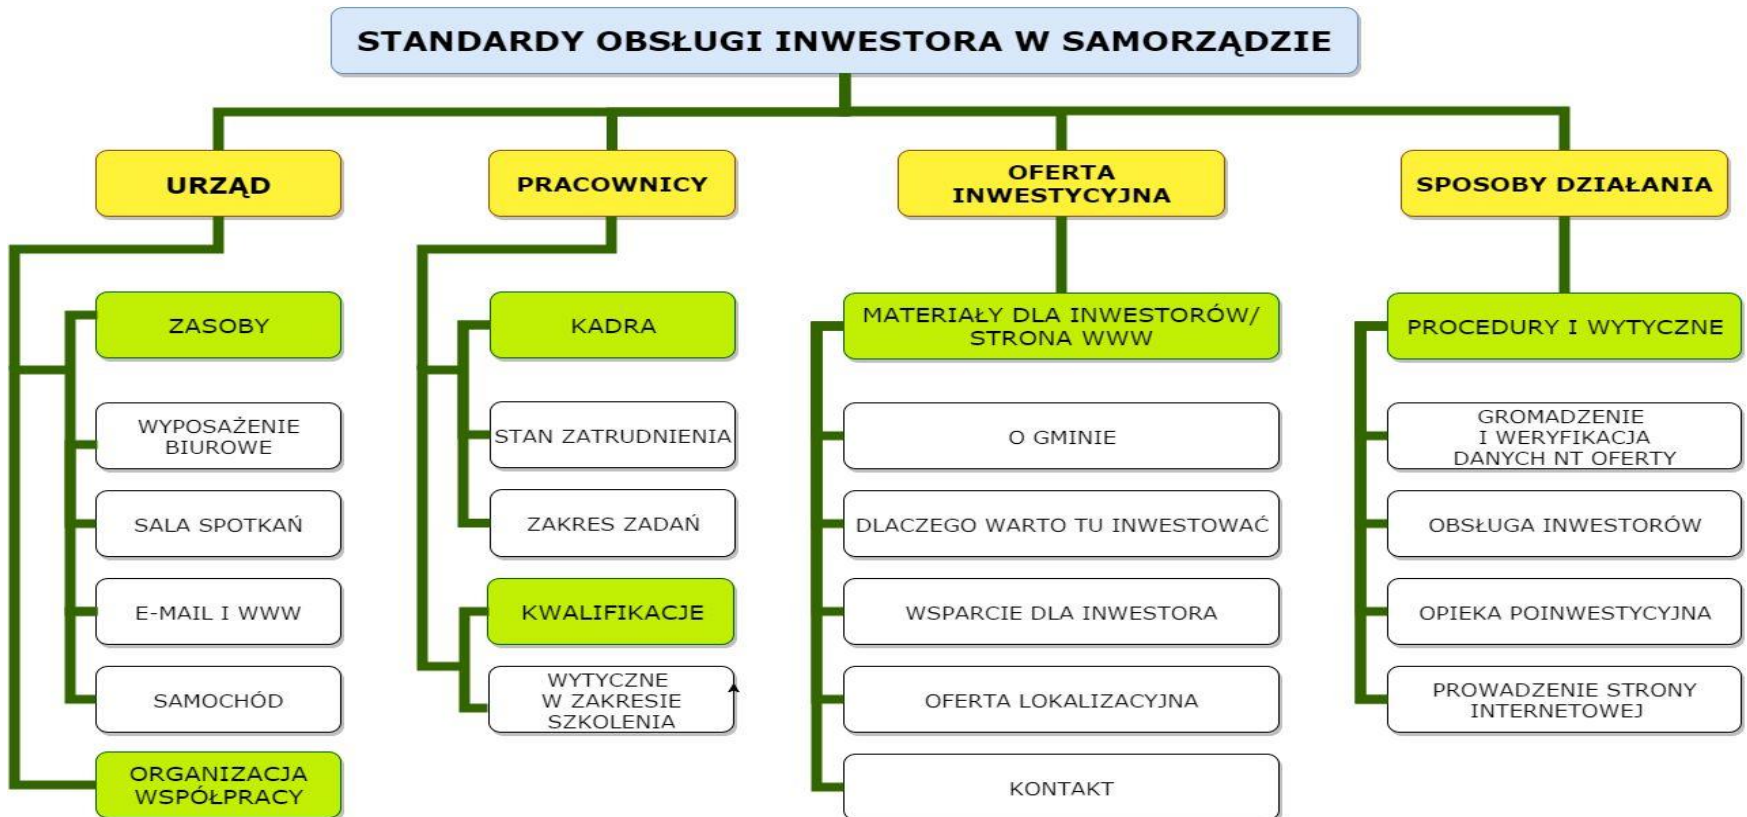 STANDARDY OBSŁUGI INWESTORA W SAMORZĄDZIE
URZĄD
ZASOBY
WYPOSAŻENIE
BIUROWE
SALA SPOTKAŃ
E-MAIL I WWW
SAMOCHÓD
ORGANIZACJA
WSPÓŁPRACY
PRACOWNICY
KADRA
STAN ZATRUDNIENIA
ZAKRES ZADAŃ
KWALIFIKACJE
WYTYCZNE
W ZAKRESIE
SZKOLENIA
OFERTA
INWESTYCYJNA
MATERIAŁY DLA INWESTORÓW/
STRONA WWW
O GMINIE
DLACZEGO WARTO TU INWESTOWAĆ
WSPARCIE DLA INWESTORA
OFERTA LOKALIZACYJNA
KONTAKT
SPOSOBY DZIAŁANIA
PROCEDURY I WYTYCZNE
GROMADZENIE
I WERYFIKACJA
DANYCH NT OFERTY
OBSŁUGA INWESTORÓW
OPIEKA POINWESTYCYJNA
PROWADZENIE STRONY
INTERNETOWEJ